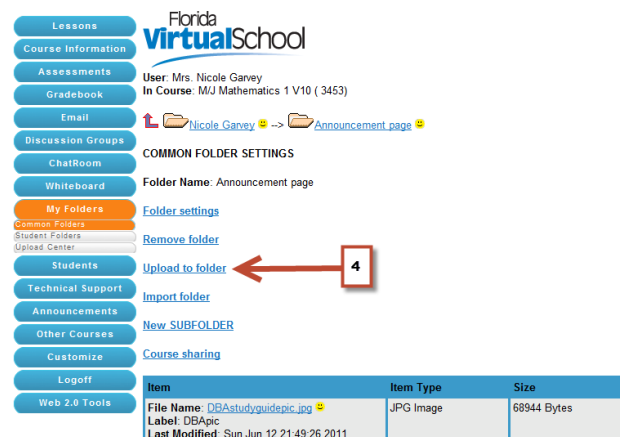 Lessons
Course Information
Assessments
Gradebook
Email
Discussion Groups
ChatRoom
Whiteboard
My Folders
Common Folders
Student Folders
Upload Center
Students
Technical Support
Announcements
Other Courses
Customize
Logoff
Web 2.0 Tools
Florida
VirtualSchool
User: Mrs. Nicole Garvey
In Course: M/J Mathematics 1 V10 ( 3453)
Nicole Garvey --> Announcement page
COMMON FOLDER SETTINGS
Folder Name: Announcement page
Folder settings
Remove folder
Upload to folder 4
Import folder
New SUBFOLDER
Course sharing
Item Item Type Size
File Name: DBAstudyguidepic.jpg JPG Image 68944 Bytes
Label: DBApic
Last Modified: Sun Jun 12 21:49:26 2011